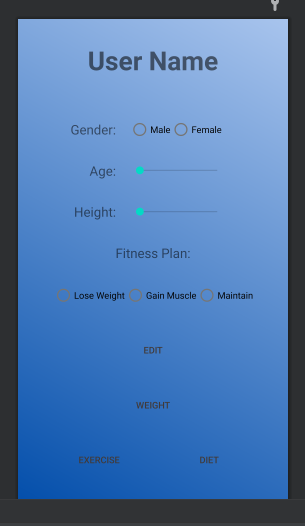 User Name
Gender: Male Female
Age:
Height:
Fitness Plan:
Lose Weight Gain Muscle Maintain
EDIT
WEIGHT
EXERCISE DIET